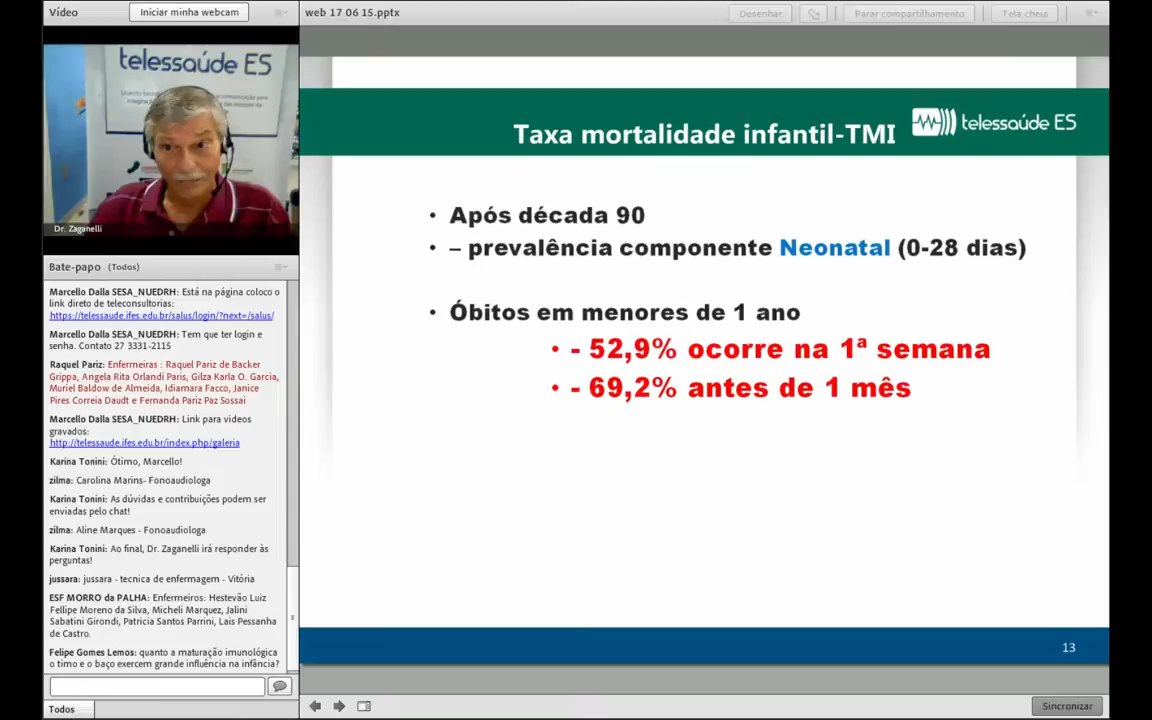 Vídeo
Iniciar minha webcam
web 17 06 15.pptx
Desenhar
Parar compartilhamento
Tela cheia
telessaúde ES
Dr. Zaganelli
Bate-papo (Todos)
Marcello Dalla SESA_NUEDRH: Está na página coloco o
link direto de teleconsultorias:
https://telessaude.ifes.edu.br/salus/login/?next=/salus/
Marcello Dalla SESA_NUEDRH: Tem que ter login e
senha. Contato 27 3331-2115
Raquel Pariz: Enfermeiras : Raquel Pariz de Backer
Grippa, Angela Rita Orlandi Paris, Gilza Karla O. Garcia,
Muriel Baldow de Almeida, Idiamara Facco, Janice
Pires Correia Daudt e Fernanda Pariz Paz Sossai
Marcello Dalla SESA_NUEDRH: Link para videos
gravados:
http://telessaude.ifes.edu.br/index.php/galeria
Karina Tonini: Ótimo, Marcello!
zilma: Carolina Marins- Fonoaudiologa
Karina Tonini: As dúvidas e contribuições podem ser
enviadas pelo chat!
zilma: Aline Marques - Fonoaudiologa
Karina Tonini: Ao final, Dr. Zaganelli irá responder às
perguntas!
jussara: jussara - tecnica de enfermagem - Vitória
ESF MORRO da PALHA: Enfermeiros: Hestevão Luiz
Fellipe Moreno da Silva, Micheli Marquez, Jalini
Sabatini Girondi, Patricia Santos Parrini, Lais Pessanha
de Castro.
Felipe Gomes Lemos: quanto a maturação imunológica
o timo e o baço exercem grande influência na infância?
Todos
Taxa mortalidade infantil-TMI
telessaúde ES
• Após década 90
• – prevalência componente Neonatal (0-28 dias)
• Óbitos em menores de 1 ano
• - 52,9% ocorre na 1ª semana
• - 69,2% antes de 1 mês
13
Sincronizar